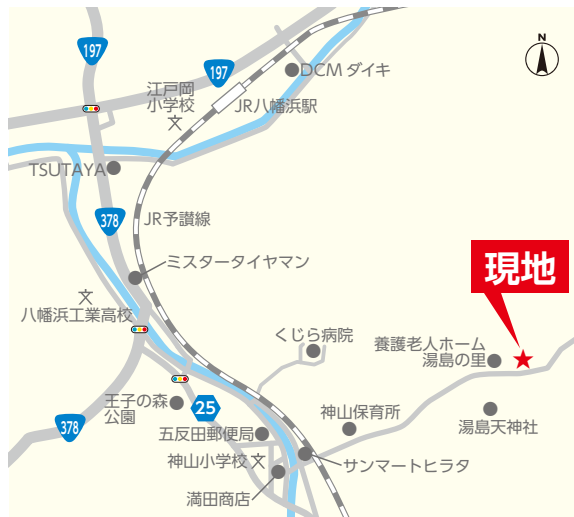 197
197
N
DCM ダイキ
江戸岡
小学校
JR八幡浜駅
TSUTAYA
378
JR予讃線
現地
ミスタータイヤマン
八幡浜工業高校
くじら病院
養護老人ホーム
湯島の里
王子の森
公園
25
378
五反田郵便局
神山保育所
湯島天神社
神山小学校
サンマートヒラタ
満田商店